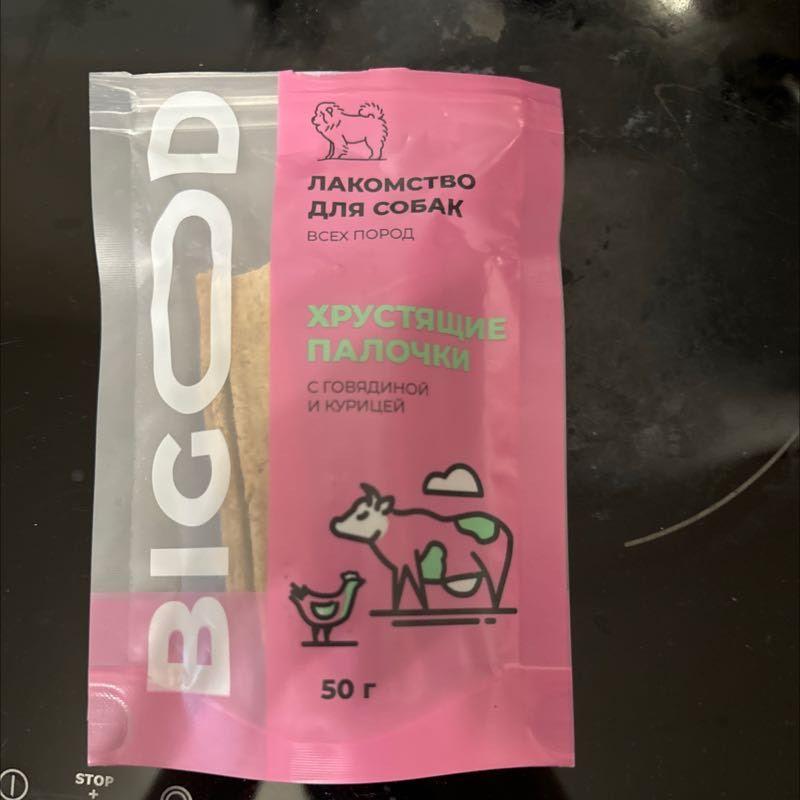 BIGOOD
ЛАКОМСТВО
ДЛЯ СОБАК
ВСЕХ ПОРОД
ХРУСТЯЩИЕ
ПАЛОЧКИ
С ГОВЯДИНОЙ
И КУРИЦЕЙ
50 г
STOP
+